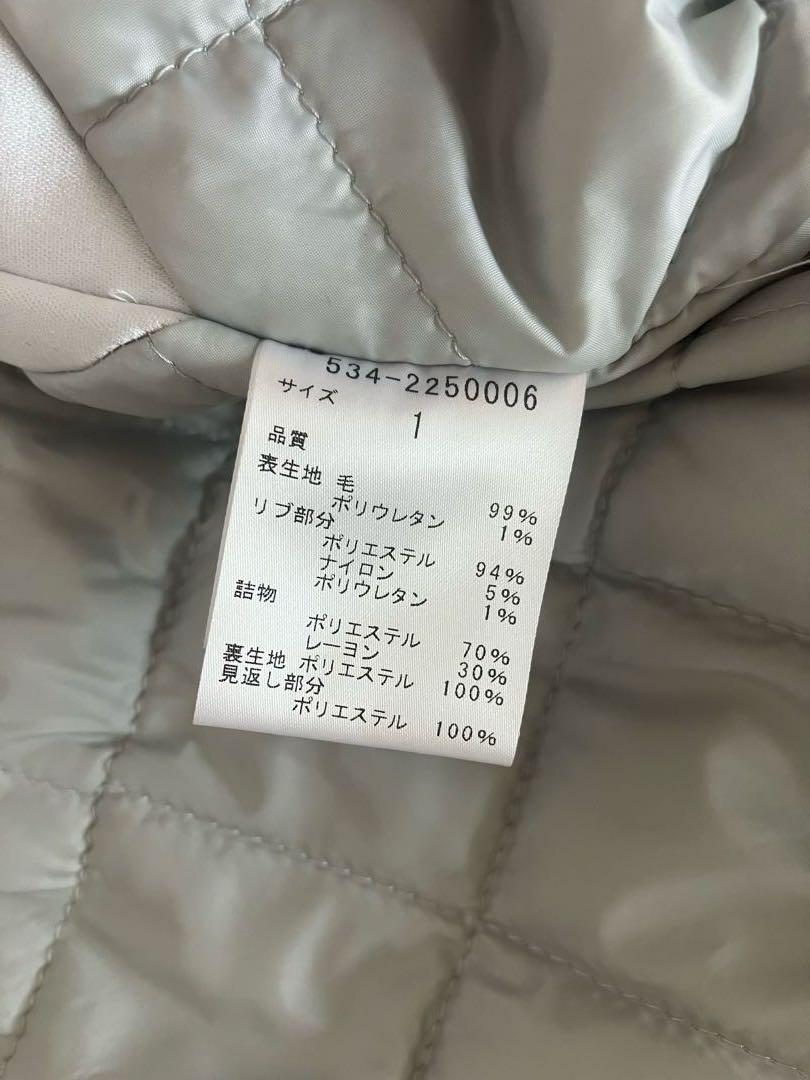 534-2250006
サイズ 1
品質
表生地 毛 99%
ポリウレタン 1%
リブ部分
ポリエステル 94%
ナイロン 5%
ポリウレタン 1%
詰物
ポリエステル 70%
レーヨン 30%
裏生地 ポリエステル 100%
見返し部分
ポリエステル 100%